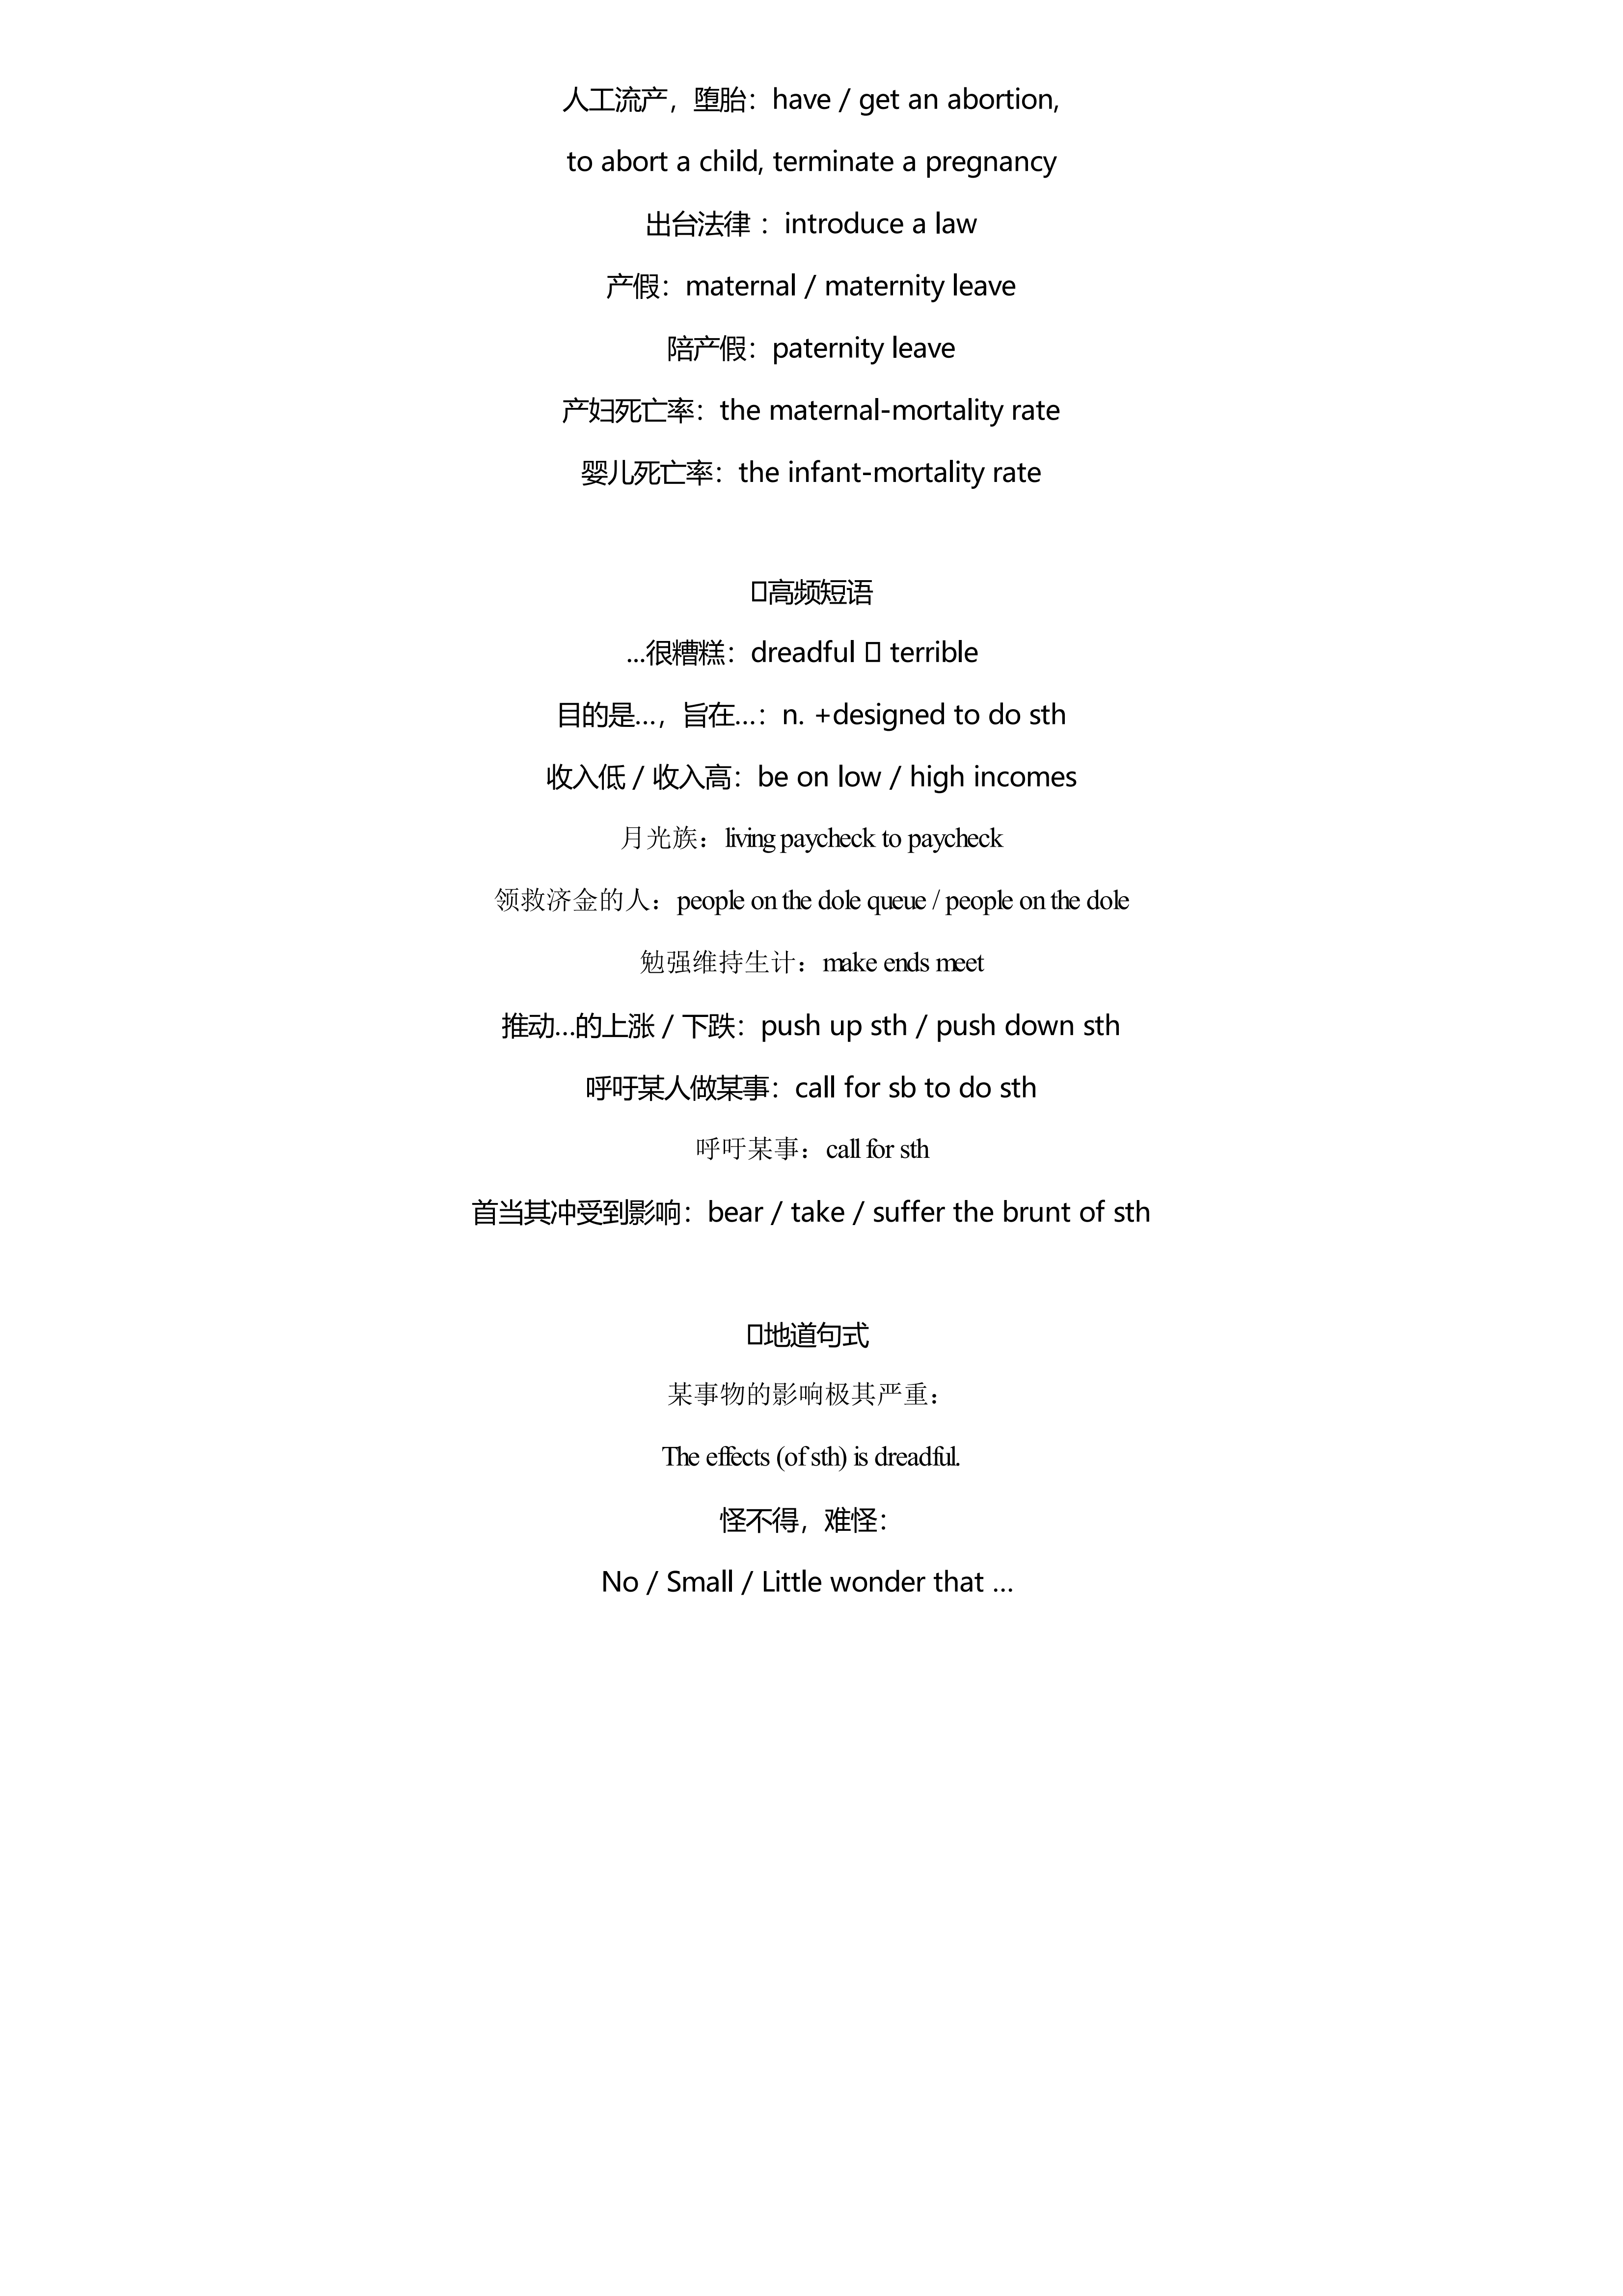 人工流产，堕胎：have / get an abortion,
to abort a child, terminate a pregnancy
出台法律 ：introduce a law
产假：maternal / maternity leave
陪产假：paternity leave
产妇死亡率：the maternal-mortality rate
婴儿死亡率：the infant-mortality rate
高频短语
...很糟糕：dreadful  terrible
目的是…，旨在…：n. +designed to do sth
收入低 / 收入高：be on low / high incomes
月光族：living paycheck to paycheck
领救济金的人：people on the dole queue / people on the dole
勉强维持生计：make ends meet
推动…的上涨 / 下跌：push up sth / push down sth
呼吁某人做某事：call for sb to do sth
呼吁某事：call for sth
首当其冲受到影响：bear / take / suffer the brunt of sth
地道句式
某事物的影响极其严重：
The effects (of sth) is dreadful.
怪不得，难怪：
No / Small / Little wonder that …